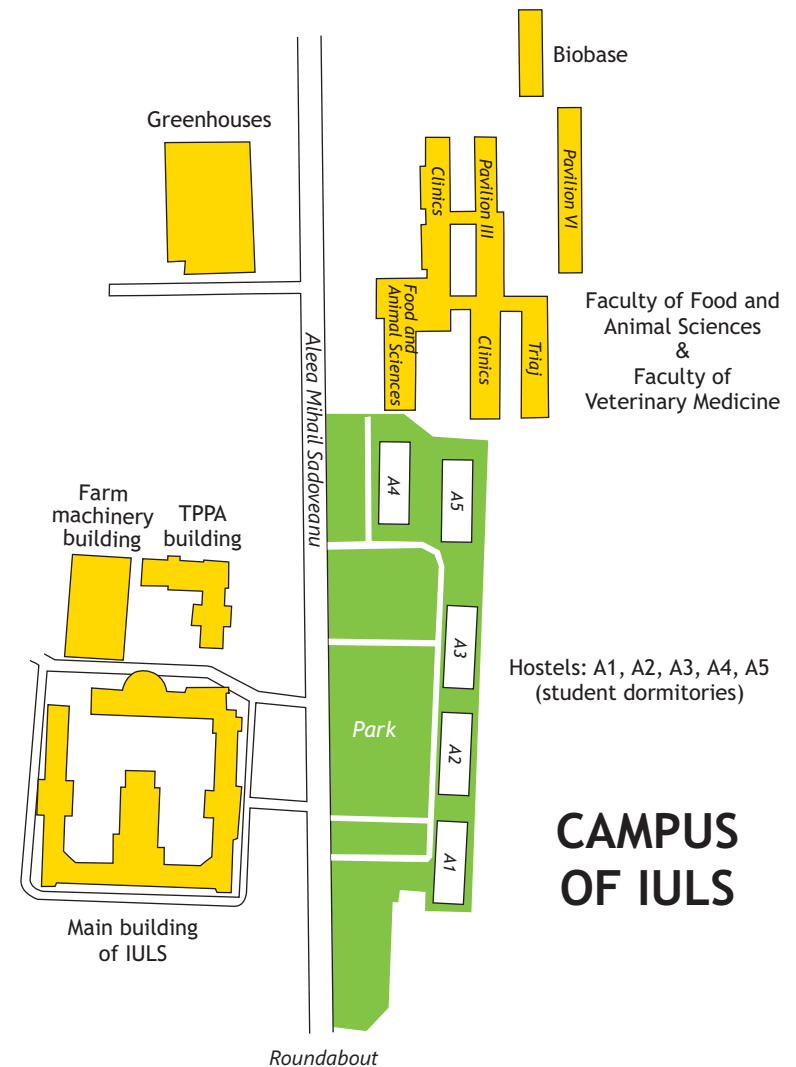 Biobase
Greenhouses
Clinics
Pavilion III
Pavilion VI
Food and
Animal Sciences
Clinics
Triaj
Faculty of Food and
Animal Sciences
&
Faculty of
Veterinary Medicine
Aleea Mihail Sadoveanu
A4
A5
Farm
machinery
building
TPPA
building
A3
Hostels: A1, A2, A3, A4, A5
(student dormitories)
Park
A2
A1
CAMPUS
OF IULS
Main building
of IULS
Roundabout